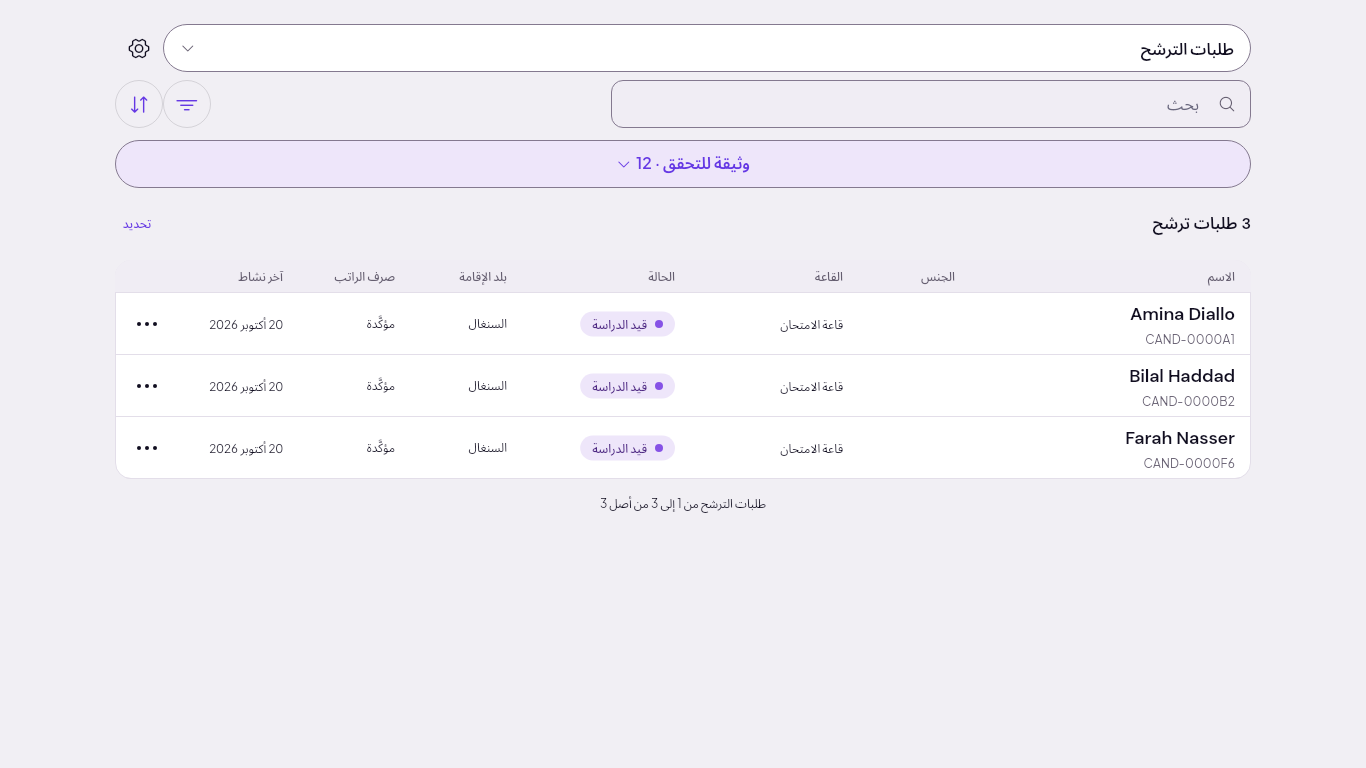 طلبات الترشح
بحث
وثيقة للتحقق · 12
3 طلبات ترشح
تحديد
الاسم الجنس القاعة الحالة بلد الإقامة صرف الراتب آخر نشاط
Amina Diallo
CAND-0000A1
قاعة الامتحان قيد الدراسة السنغال مؤكَّدة 20 أكتوبر 2026
Bilal Haddad
CAND-0000B2
قاعة الامتحان قيد الدراسة السنغال مؤكَّدة 20 أكتوبر 2026
Farah Nasser
CAND-0000F6
قاعة الامتحان قيد الدراسة السنغال مؤكَّدة 20 أكتوبر 2026
طلبات الترشح من 1 إلى 3 من أصل 3